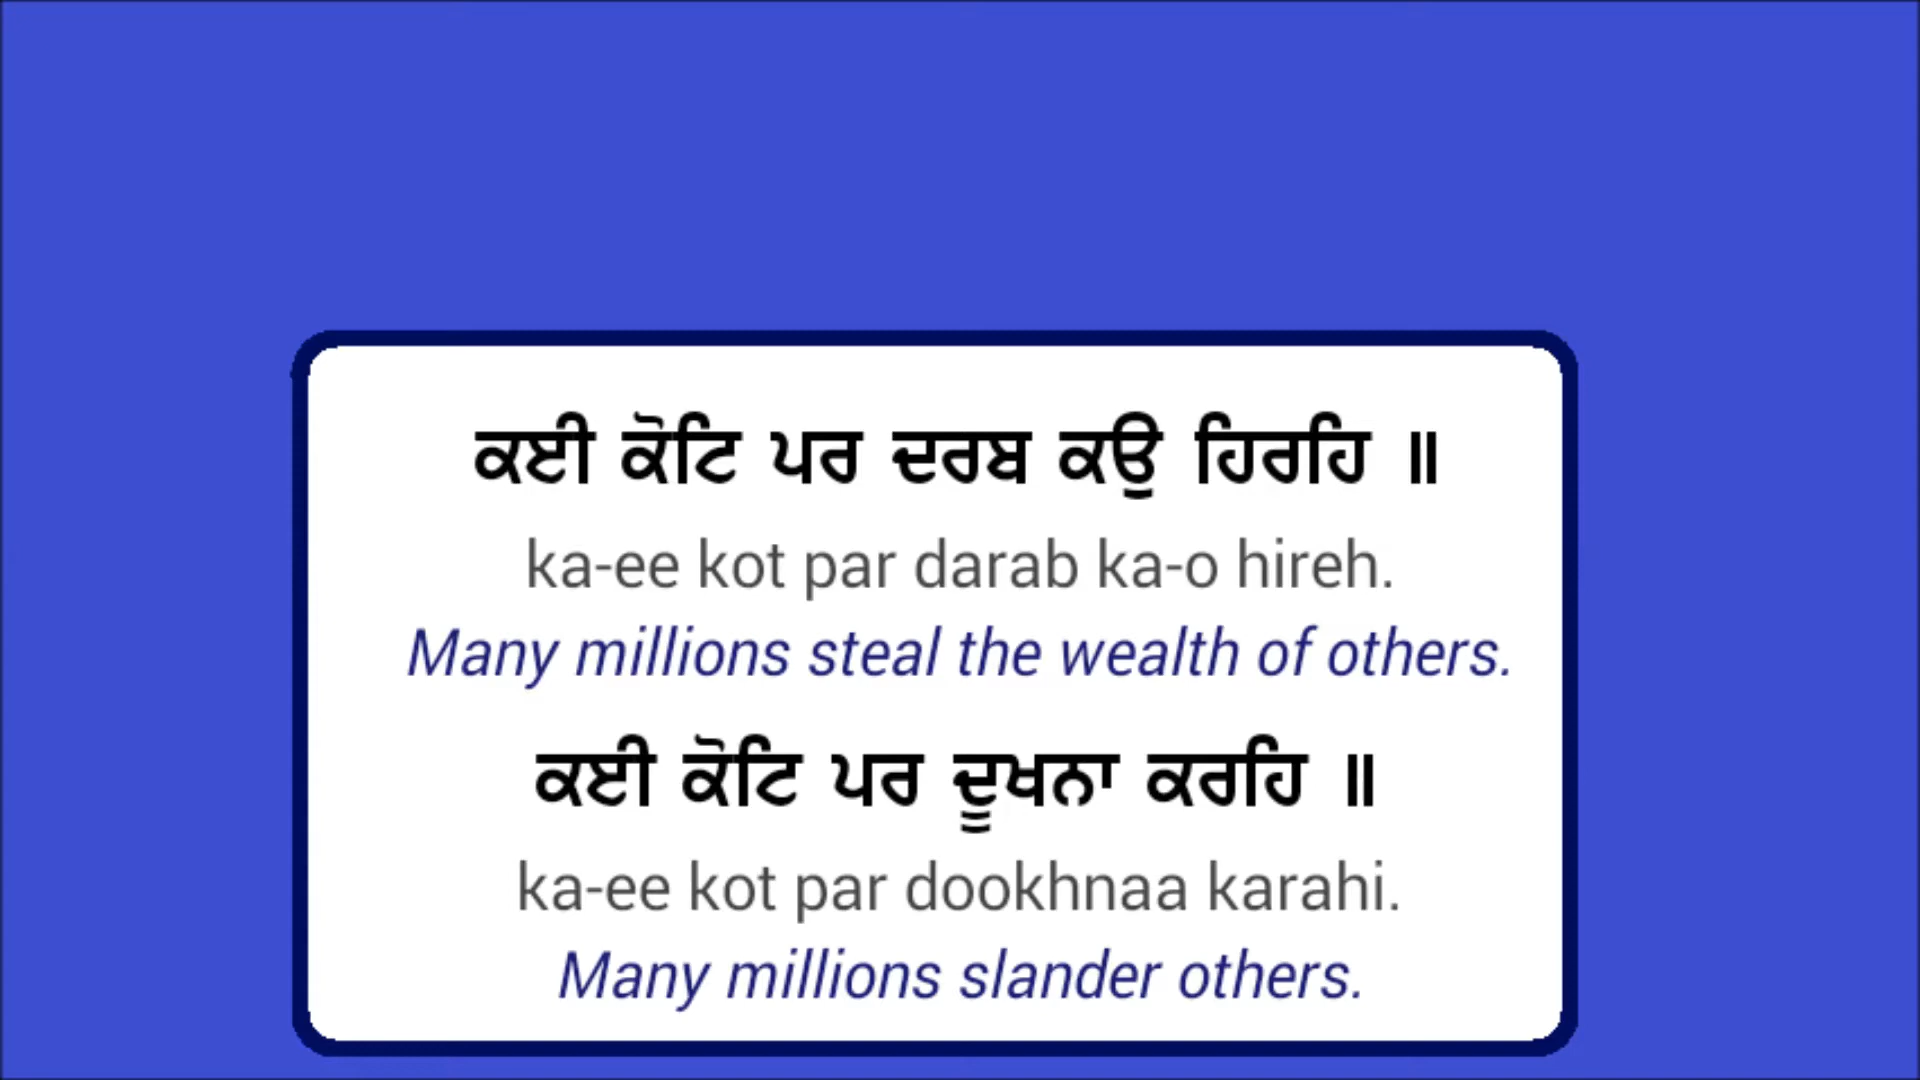 ਕਈ ਕੋਟਿ ਪਰ ਦਰਬ ਕਉ ਹਿਰਹਿ ॥
ka-ee kot par darab ka-o hireh.
Many millions steal the wealth of others.
ਕਈ ਕੋਟਿ ਪਰ ਦੂਖਨਾ ਕਰਹਿ ॥
ka-ee kot par dookhnaa karahi.
Many millions slander others.